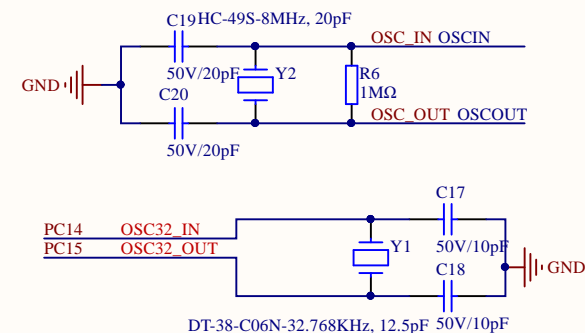 C19 HC-49S-8MHz, 20pF
OSC_IN OSCIN
50V/20pF Y2 R6
GND 1MΩ
C20
OSC_OUT OSCOUT
50V/20pF
C17
PC14 OSC32_IN
PC15 OSC32_OUT Y1 50V/10pF
C18 GND
DT-38-C06N-32.768KHz, 12.5pF 50V/10pF